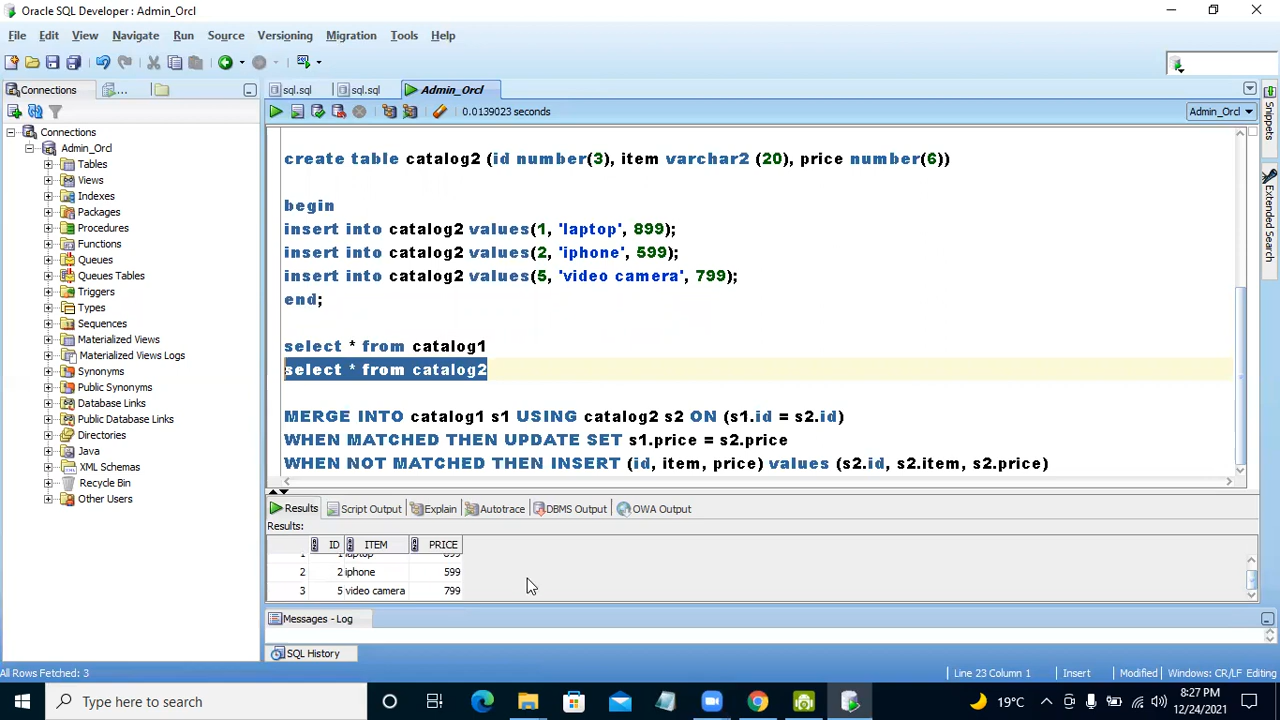 Oracle SQL Developer : Admin_Orcl
File Edit View Navigate Run Source Versioning Migration Tools Help
Connections ... sql.sql sql.sql Admin_Orcl
0.0139023 seconds Admin_Orcl
Connections
Admin_Orcl
Tables
Views
Indexes
Packages
Procedures
Functions
Queues
Queues Tables
Triggers
Types
Sequences
Materialized Views
Materialized Views Logs
Synonyms
Public Synonyms
Database Links
Public Database Links
Directories
Java
XML Schemas
Recycle Bin
Other Users
create table catalog2 (id number(3), item varchar2 (20), price number(6))
begin
insert into catalog2 values(1, 'laptop', 899);
insert into catalog2 values(2, 'iphone', 599);
insert into catalog2 values(5, 'video camera', 799);
end;
select * from catalog1
select * from catalog2
MERGE INTO catalog1 s1 USING catalog2 s2 ON (s1.id = s2.id)
WHEN MATCHED THEN UPDATE SET s1.price = s2.price
WHEN NOT MATCHED THEN INSERT (id, item, price) values (s2.id, s2.item, s2.price)
Snippets
Extended Search
Results Script Output Explain Autotrace DBMS Output OWA Output
Results:
ID ITEM PRICE
1 1 laptop 899
2 2 iphone 599
3 5 video camera 799
Messages - Log
SQL History
All Rows Fetched: 3 Line 23 Column 1 Insert Modified Windows: CR/LF Editing
Type here to search 19°C 8:27 PM
12/24/2021